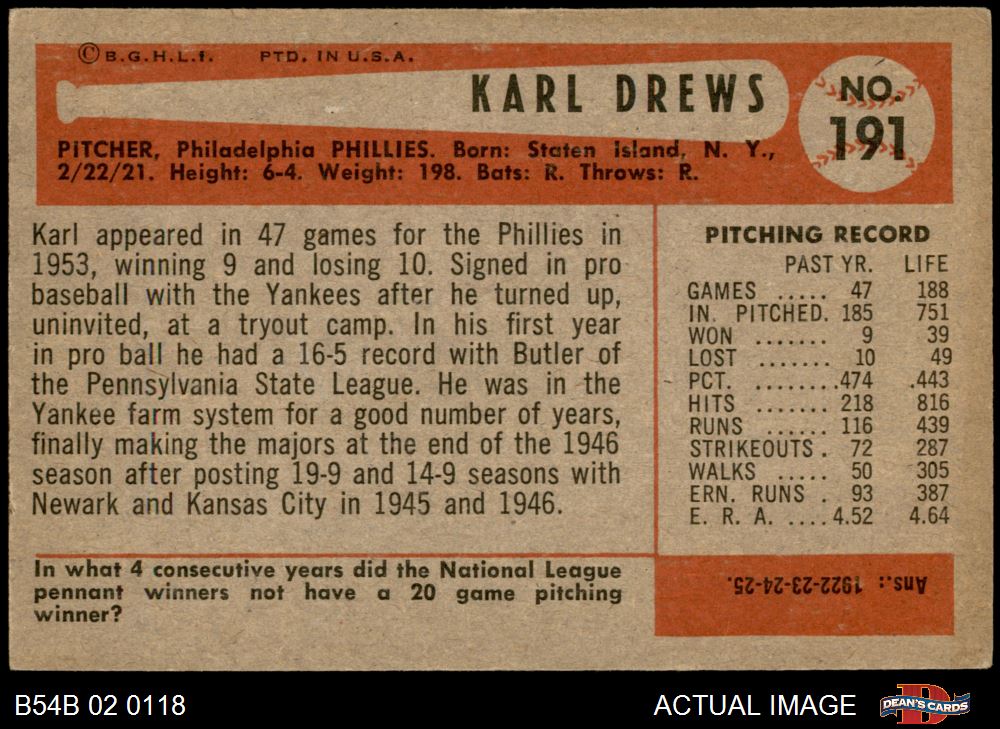 © B.G.H.L.I. PTD. IN U.S.A.
KARL DREWS
NO.
191
PITCHER, Philadelphia PHILLIES. Born: Staten Island, N. Y.,
2/22/21. Height: 6-4. Weight: 198. Bats: R. Throws: R.
Karl appeared in 47 games for the Phillies in
1953, winning 9 and losing 10. Signed in pro
baseball with the Yankees after he turned up,
uninvited, at a tryout camp. In his first year
in pro ball he had a 16-5 record with Butler of
the Pennsylvania State League. He was in the
Yankee farm system for a good number of years,
finally making the majors at the end of the 1946
season after posting 19-9 and 14-9 seasons with
Newark and Kansas City in 1945 and 1946.
PITCHING RECORD
PAST YR. LIFE
GAMES ..... 47 188
IN. PITCHED. 185 751
WON ....... 9 39
LOST ....... 10 49
PCT. ........474 .443
HITS ....... 218 816
RUNS ...... 116 439
STRIKEOUTS . 72 287
WALKS ..... 50 305
ERN. RUNS . 93 387
E. R. A. ....4.52 4.64
In what 4 consecutive years did the National League
pennant winners not have a 20 game pitching
winner?
Ans.: 1922-23-24-25.
B54B 02 0118
ACTUAL IMAGE
DEAN'S CARDS